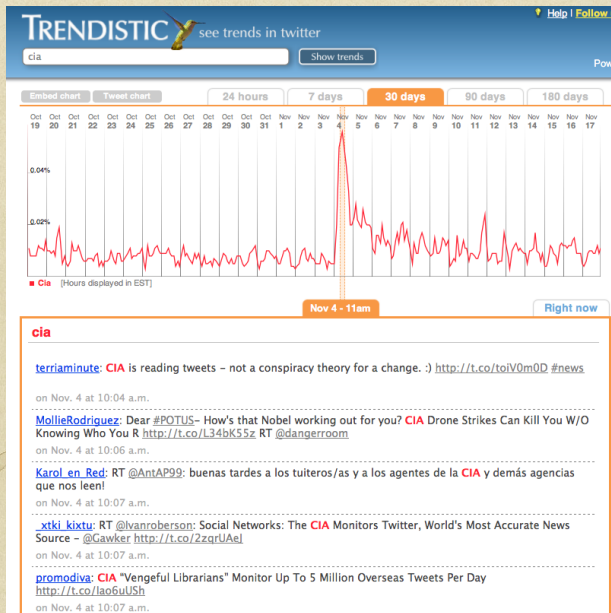 Help | Follow
TRENDISTIC see trends in twitter
cia Show trends
Pow
Embed chart Tweet chart 24 hours 7 days 30 days 90 days 180 days
Oct Oct Oct Oct Oct Oct Oct Oct Oct Oct Oct Oct Oct Nov Nov Nov Nov Nov Nov Nov Nov Nov Nov Nov Nov Nov Nov Nov Nov Nov
19 20 21 22 23 24 25 26 27 28 29 30 31 1 2 3 4 5 6 7 8 9 10 11 12 13 14 15 16 17
0.04%
0.02%
Cia [Hours displayed in EST]
Nov 4 - 11am Right now
cia
terriaminute: CIA is reading tweets – not a conspiracy theory for a change. :) http://t.co/toiV0m0D #news
on Nov. 4 at 10:04 a.m.
MollieRodriguez: Dear #POTUS– How's that Nobel working out for you? CIA Drone Strikes Can Kill You W/O
Knowing Who You R http://t.co/L34bK55z RT @dangerroom
on Nov. 4 at 10:06 a.m.
Karol_en_Red: RT @AntAP99: buenas tardes a los tuiteros/as y a los agentes de la CIA y demás agencias
que nos leen!
on Nov. 4 at 10:07 a.m.
_xtki_kixtu: RT @Ivanroberson: Social Networks: The CIA Monitors Twitter, World's Most Accurate News
Source – @Gawker http://t.co/2zqrUAeJ
on Nov. 4 at 10:07 a.m.
promodiva: CIA “Vengeful Librarians” Monitor Up To 5 Million Overseas Tweets Per Day
http://t.co/lao6uUSh
on Nov. 4 at 10:07 a.m.